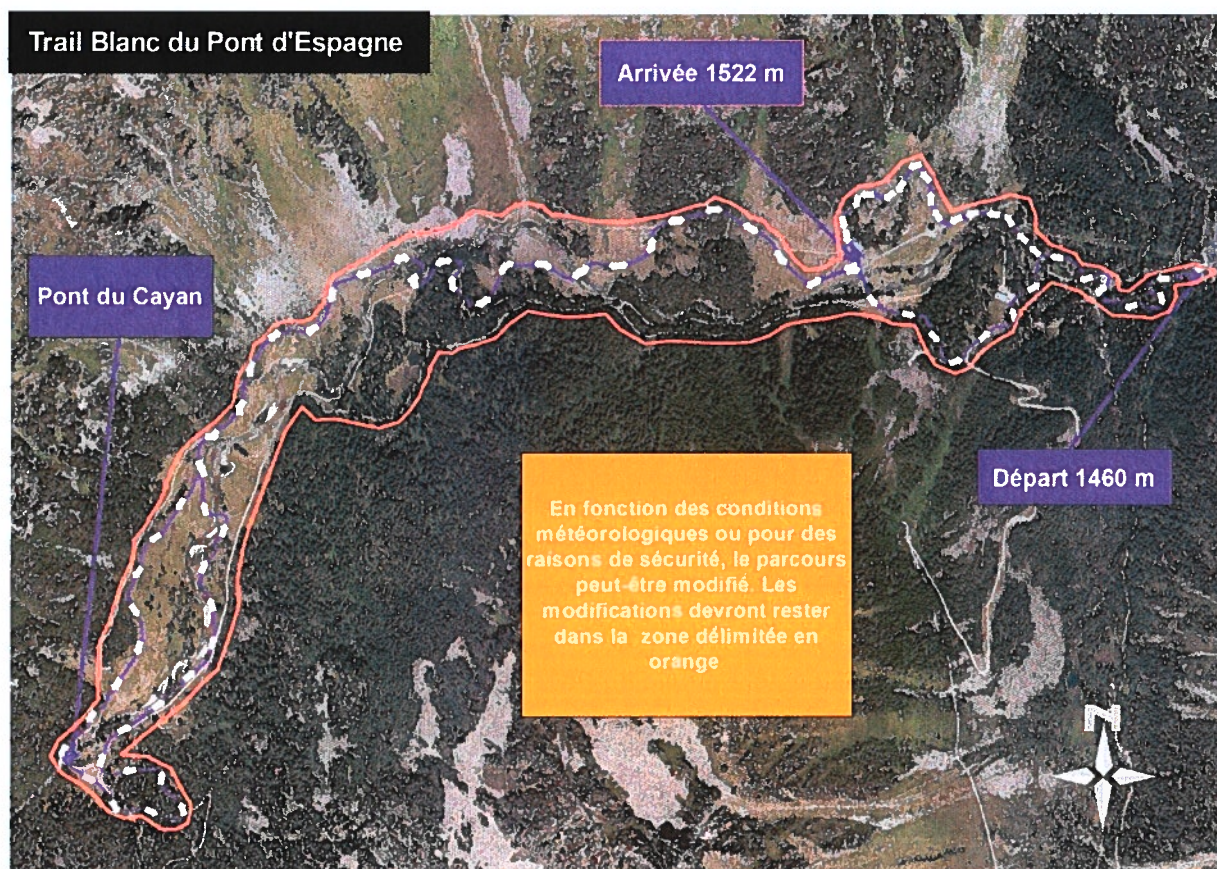 Trail Blanc du Pont d'Espagne
Arrivée 1522 m
Pont du Cayan
Départ 1460 m
En fonction des conditions
météorologiques ou pour des
raisons de sécurité, le parcours
peut-être modifié. Les
modifications devront rester
dans la zone délimitée en
orange
N